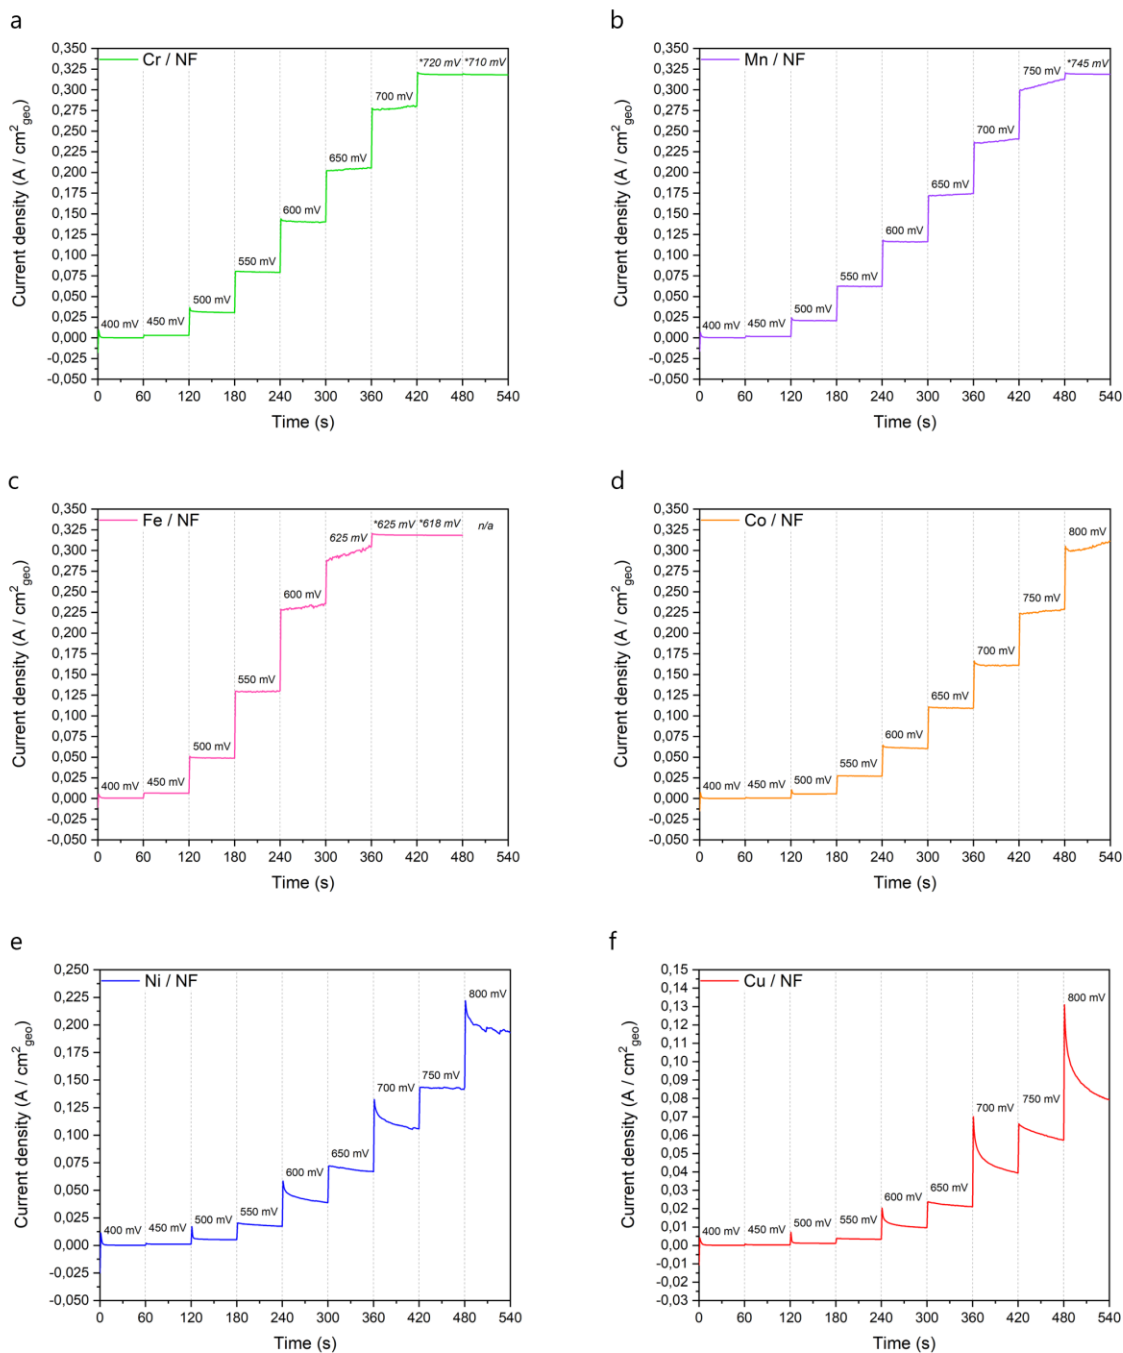 a
Cr / NF
Current density (A / cm²geo)
0,350
0,325
0,300
0,275
0,250
0,225
0,200
0,175
0,150
0,125
0,100
0,075
0,050
0,025
0,000
-0,025
-0,050
400 mV
450 mV
500 mV
550 mV
600 mV
650 mV
700 mV
*720 mV
*710 mV
0 60 120 180 240 300 360 420 480 540
Time (s)
b
Mn / NF
Current density (A / cm²geo)
0,350
0,325
0,300
0,275
0,250
0,225
0,200
0,175
0,150
0,125
0,100
0,075
0,050
0,025
0,000
-0,025
-0,050
400 mV
450 mV
500 mV
550 mV
600 mV
650 mV
700 mV
750 mV
*745 mV
0 60 120 180 240 300 360 420 480 540
Time (s)
c
Fe / NF
Current density (A / cm²geo)
0,350
0,325
0,300
0,275
0,250
0,225
0,200
0,175
0,150
0,125
0,100
0,075
0,050
0,025
0,000
-0,025
-0,050
400 mV
450 mV
500 mV
550 mV
600 mV
625 mV
*625 mV
*618 mV
n/a
0 60 120 180 240 300 360 420 480 540
Time (s)
d
Co / NF
Current density (A / cm²geo)
0,350
0,325
0,300
0,275
0,250
0,225
0,200
0,175
0,150
0,125
0,100
0,075
0,050
0,025
0,000
-0,025
-0,050
400 mV
450 mV
500 mV
550 mV
600 mV
650 mV
700 mV
750 mV
800 mV
0 60 120 180 240 300 360 420 480 540
Time (s)
e
Ni / NF
Current density (A / cm²geo)
0,250
0,225
0,200
0,175
0,150
0,125
0,100
0,075
0,050
0,025
0,000
-0,025
-0,050
400 mV
450 mV
500 mV
550 mV
600 mV
650 mV
700 mV
750 mV
800 mV
0 60 120 180 240 300 360 420 480 540
Time (s)
f
Cu / NF
Current density (A / cm²geo)
0,15
0,14
0,13
0,12
0,11
0,10
0,09
0,08
0,07
0,06
0,05
0,04
0,03
0,02
0,01
0,00
-0,01
-0,02
-0,03
400 mV
450 mV
500 mV
550 mV
600 mV
650 mV
700 mV
750 mV
800 mV
0 60 120 180 240 300 360 420 480 540
Time (s)